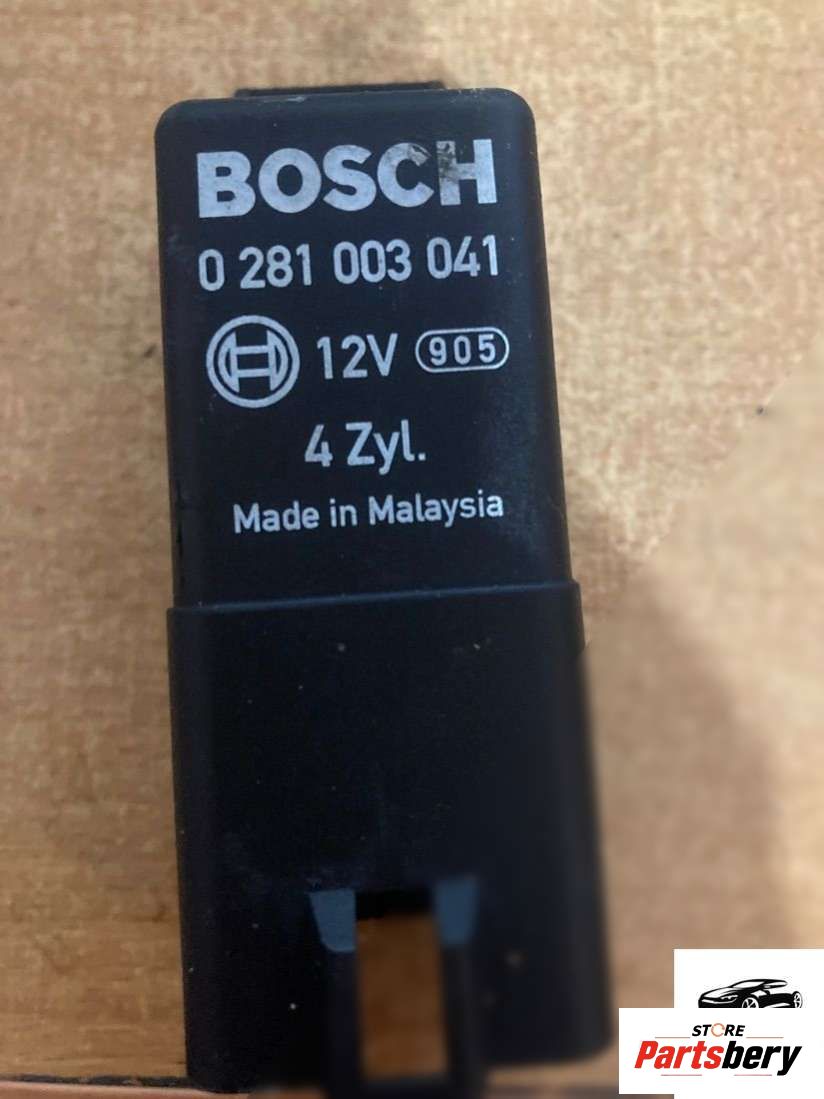 BOSCH
0 281 003 041
12V 905
4 Zyl.
Made in Malaysia
STORE
Partsbery